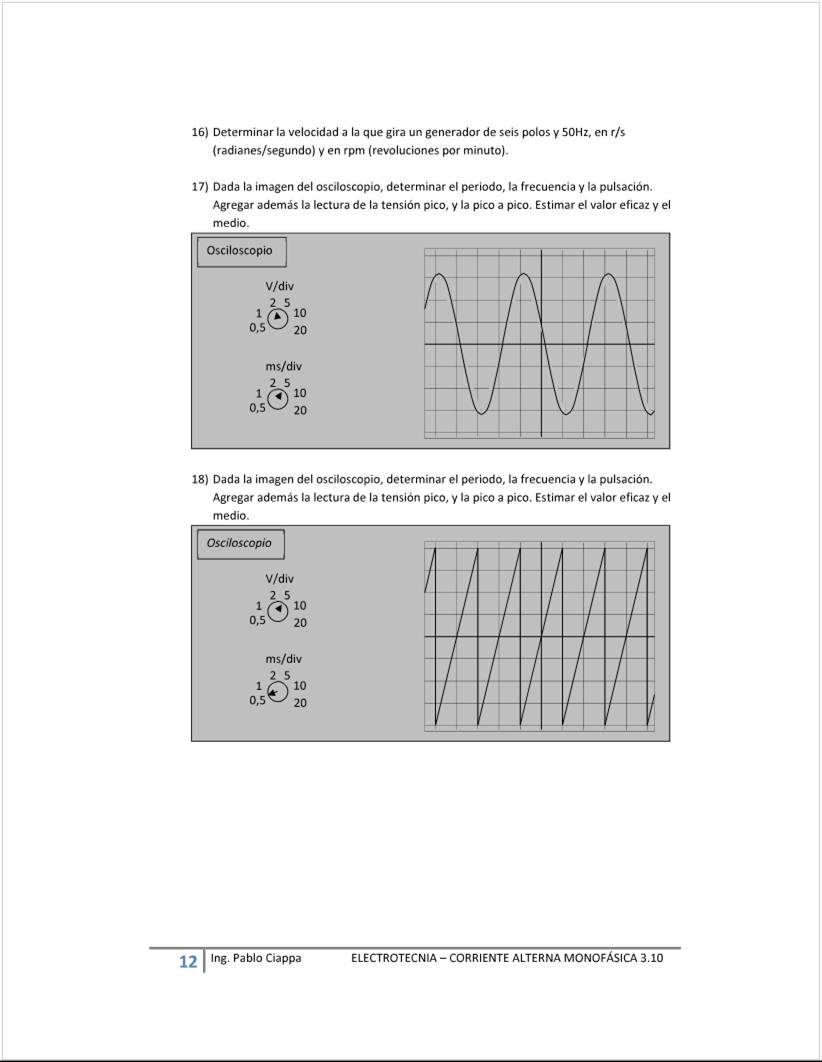 16) Determinar la velocidad a la que gira un generador de seis polos y 50Hz, en r/s
(radianes/segundo) y en rpm (revoluciones por minuto).
17) Dada la imagen del osciloscopio, determinar el periodo, la frecuencia y la pulsación.
Agregar además la lectura de la tensión pico, y la pico a pico. Estimar el valor eficaz y el
medio.
Osciloscopio
V/div
2 5
1 10
0,5 20
ms/div
2 5
1 10
0,5 20
18) Dada la imagen del osciloscopio, determinar el periodo, la frecuencia y la pulsación.
Agregar además la lectura de la tensión pico, y la pico a pico. Estimar el valor eficaz y el
medio.
Osciloscopio
V/div
2 5
1 10
0,5 20
ms/div
2 5
1 10
0,5 20
12 Ing. Pablo Ciappa ELECTROTECNIA – CORRIENTE ALTERNA MONOFÁSICA 3.10